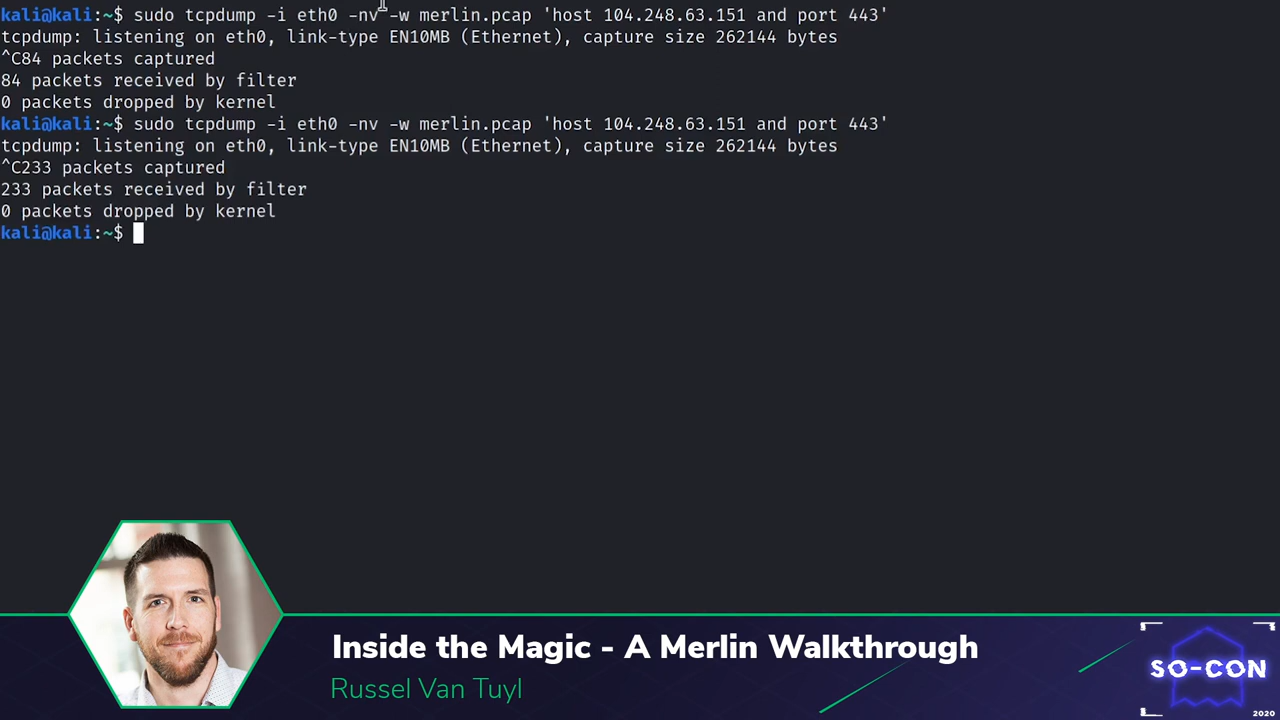 kali@kali:~$ sudo tcpdump -i eth0 -nv -w merlin.pcap 'host 104.248.63.151 and port 443'
tcpdump: listening on eth0, link-type EN10MB (Ethernet), capture size 262144 bytes
^C84 packets captured
84 packets received by filter
0 packets dropped by kernel
kali@kali:~$ sudo tcpdump -i eth0 -nv -w merlin.pcap 'host 104.248.63.151 and port 443'
tcpdump: listening on eth0, link-type EN10MB (Ethernet), capture size 262144 bytes
^C233 packets captured
233 packets received by filter
0 packets dropped by kernel
kali@kali:~$
Inside the Magic - A Merlin Walkthrough
Russel Van Tuyl
SO-CON
2020